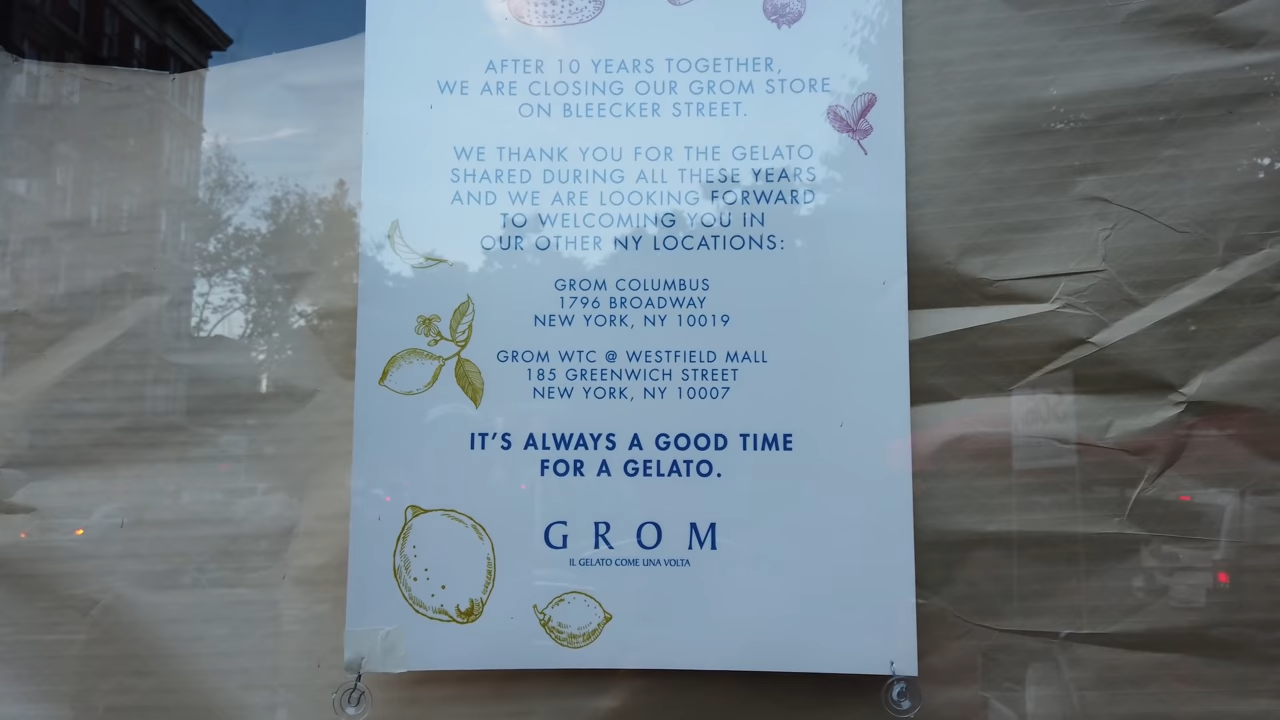 AFTER 10 YEARS TOGETHER,
WE ARE CLOSING OUR GROM STORE
ON BLEECKER STREET.
WE THANK YOU FOR THE GELATO
SHARED DURING ALL THESE YEARS
AND WE ARE LOOKING FORWARD
TO WELCOMING YOU IN
OUR OTHER NY LOCATIONS:
GROM COLUMBUS
1796 BROADWAY
NEW YORK, NY 10019
GROM WTC @ WESTFIELD MALL
185 GREENWICH STREET
NEW YORK, NY 10007
IT'S ALWAYS A GOOD TIME
FOR A GELATO.
GROM
IL GELATO COME UNA VOLTA